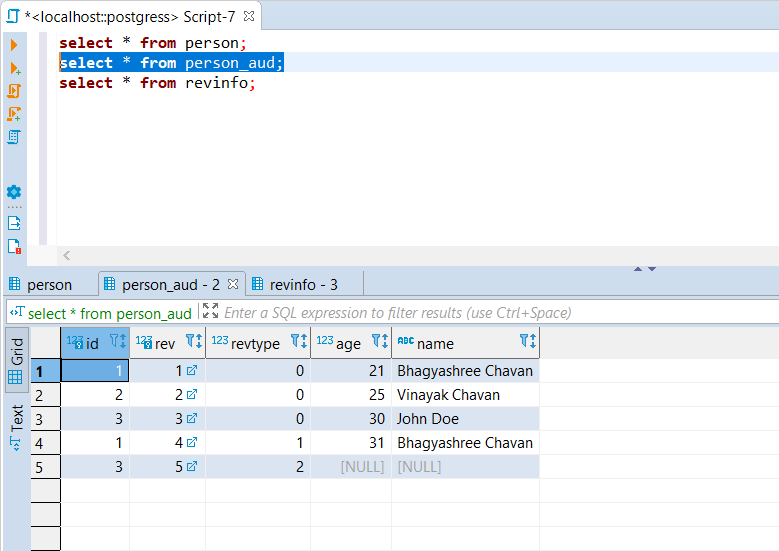 *<localhost::postgress> Script-7
select * from person;
select * from person_aud;
select * from revinfo;
person person_aud - 2 revinfo - 3
select * from person_aud Enter a SQL expression to filter results (use Ctrl+Space)
Grid
Text
123 id 123 rev 123 revtype 123 age ABC name
1 1 1 0 21 Bhagyashree Chavan
2 2 2 0 25 Vinayak Chavan
3 3 3 0 30 John Doe
4 1 4 1 31 Bhagyashree Chavan
5 3 5 2 [NULL] [NULL]